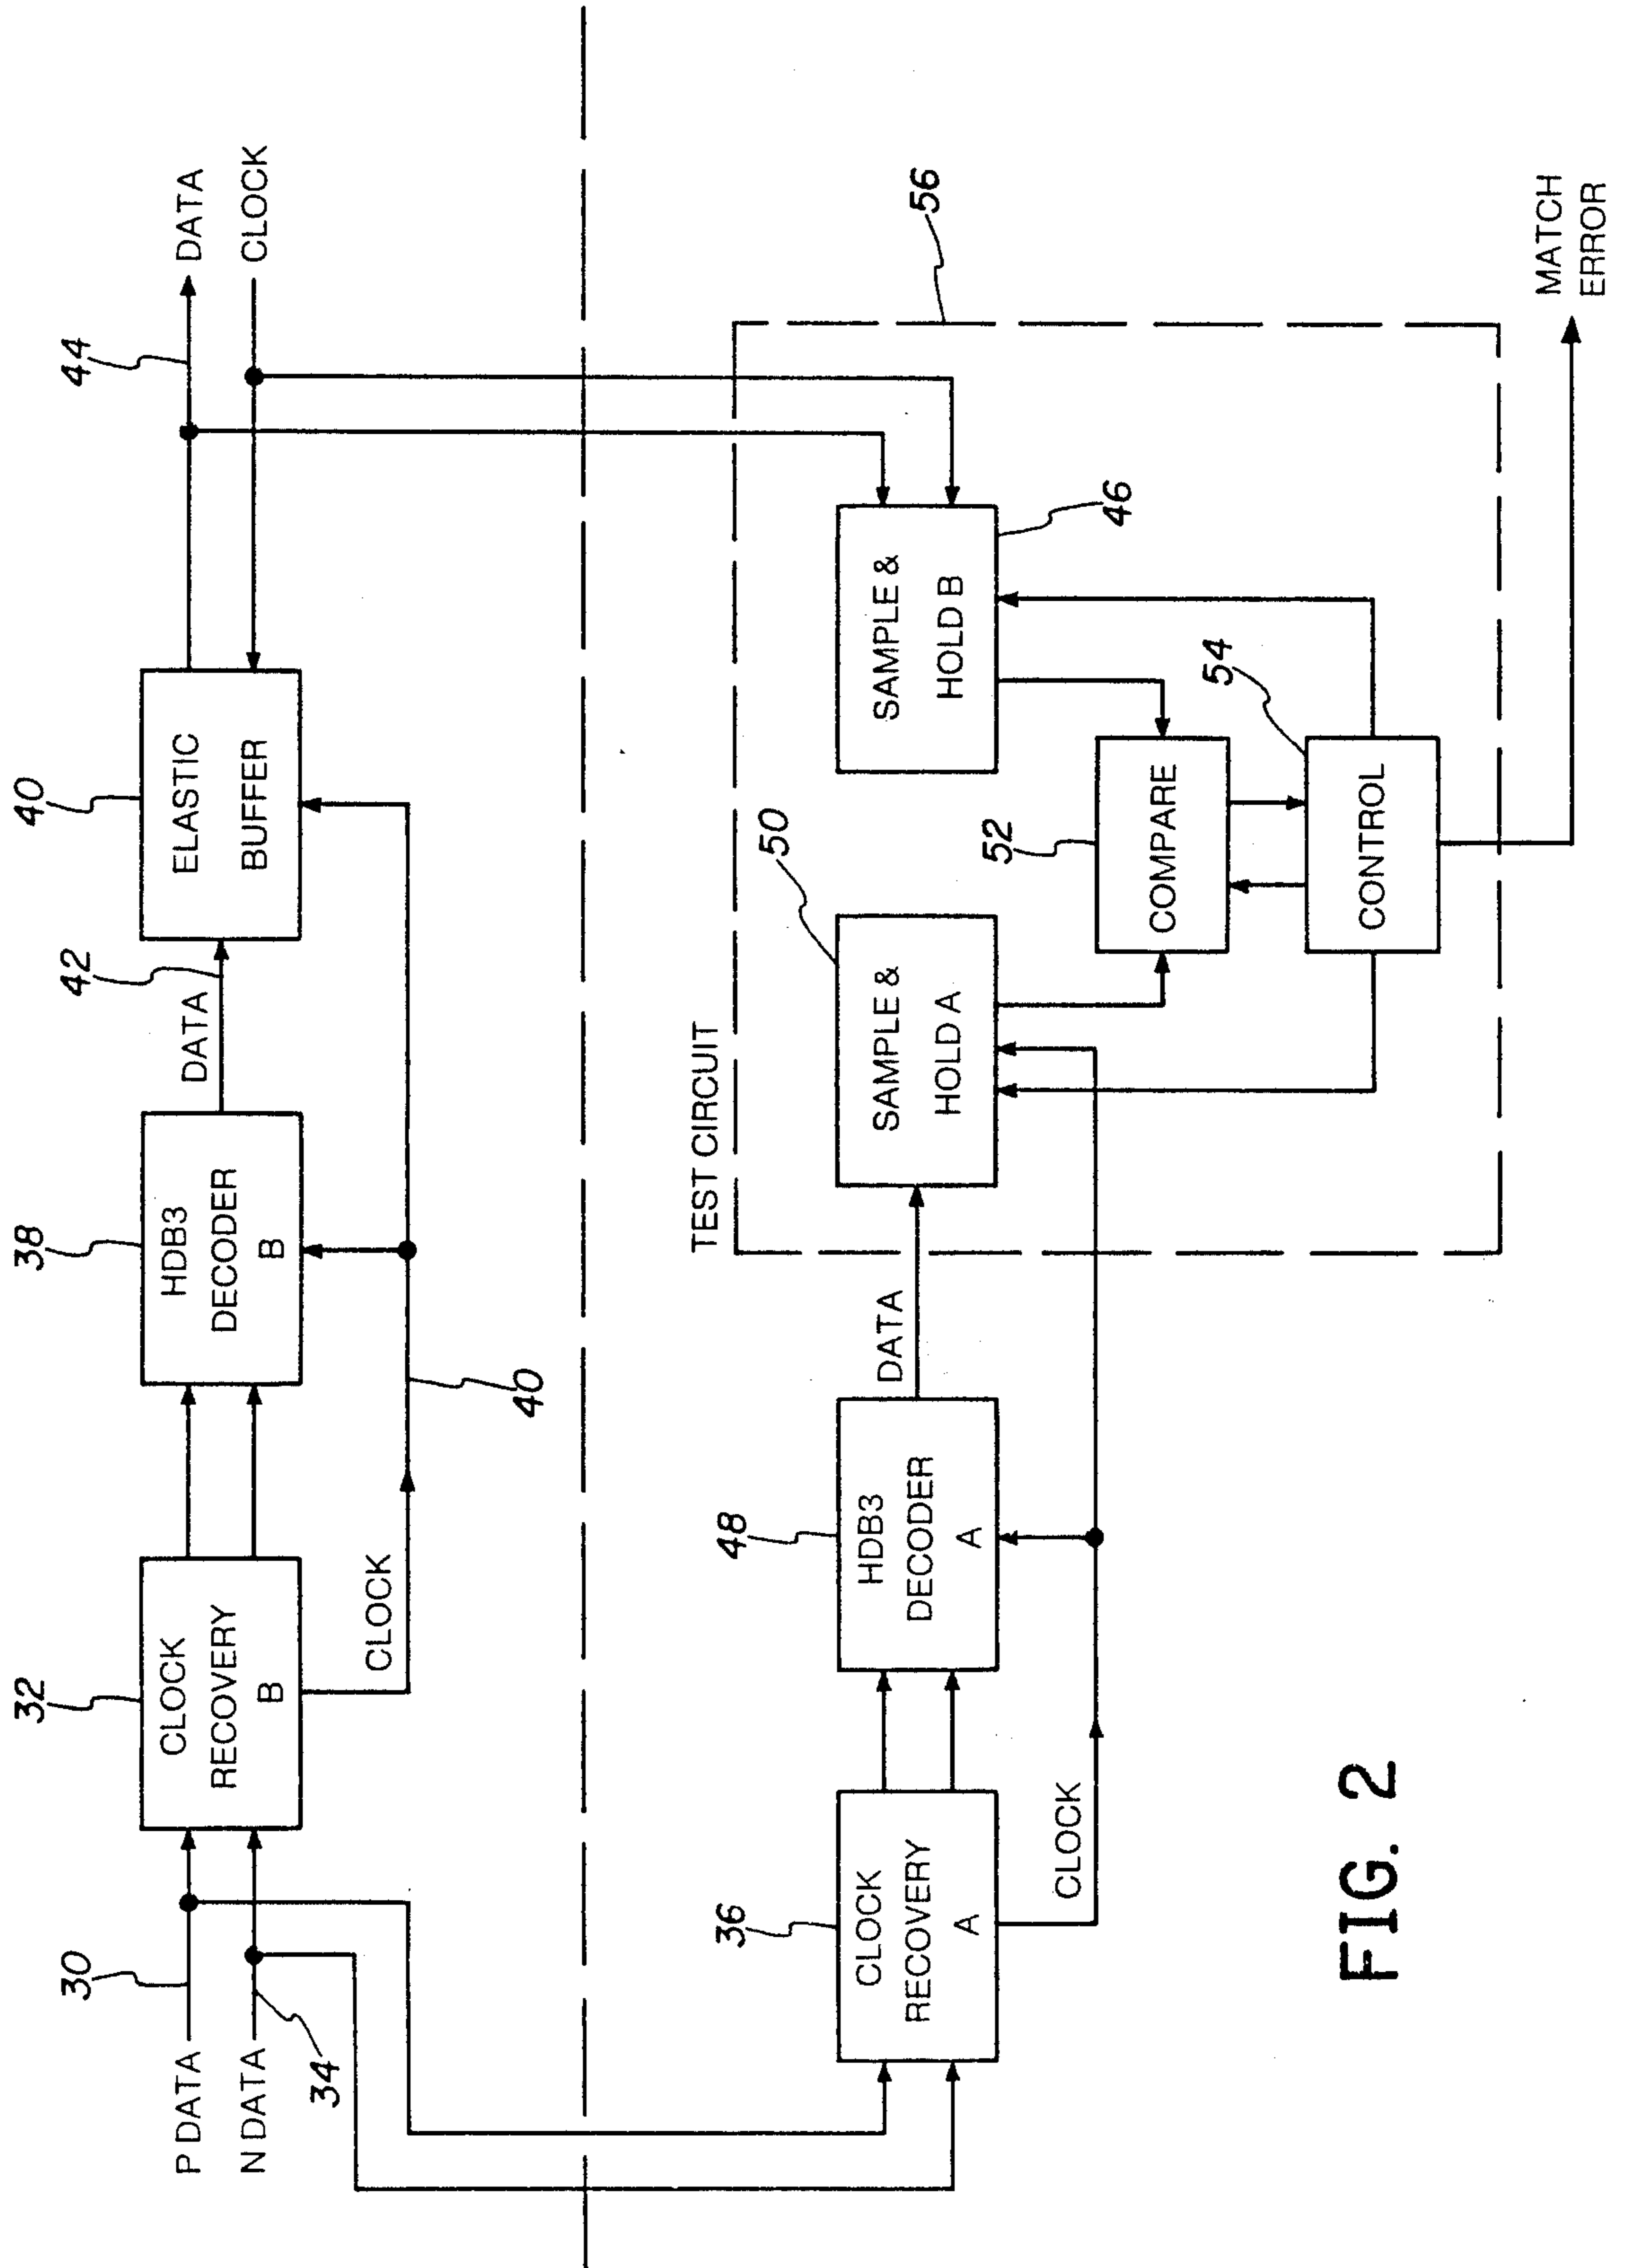 30
P DATA
N DATA
34
32
CLOCK
RECOVERY
B
CLOCK
38
HDB3
DECODER
B
40
42
DATA
40
ELASTIC
BUFFER
44
DATA
CLOCK
36
CLOCK
RECOVERY
A
CLOCK
48
HDB3
DECODER
A
DATA
TEST CIRCUIT
50
SAMPLE &
HOLD A
SAMPLE &
HOLD B
46
56
52
COMPARE
54
CONTROL
MATCH
ERROR
FIG. 2